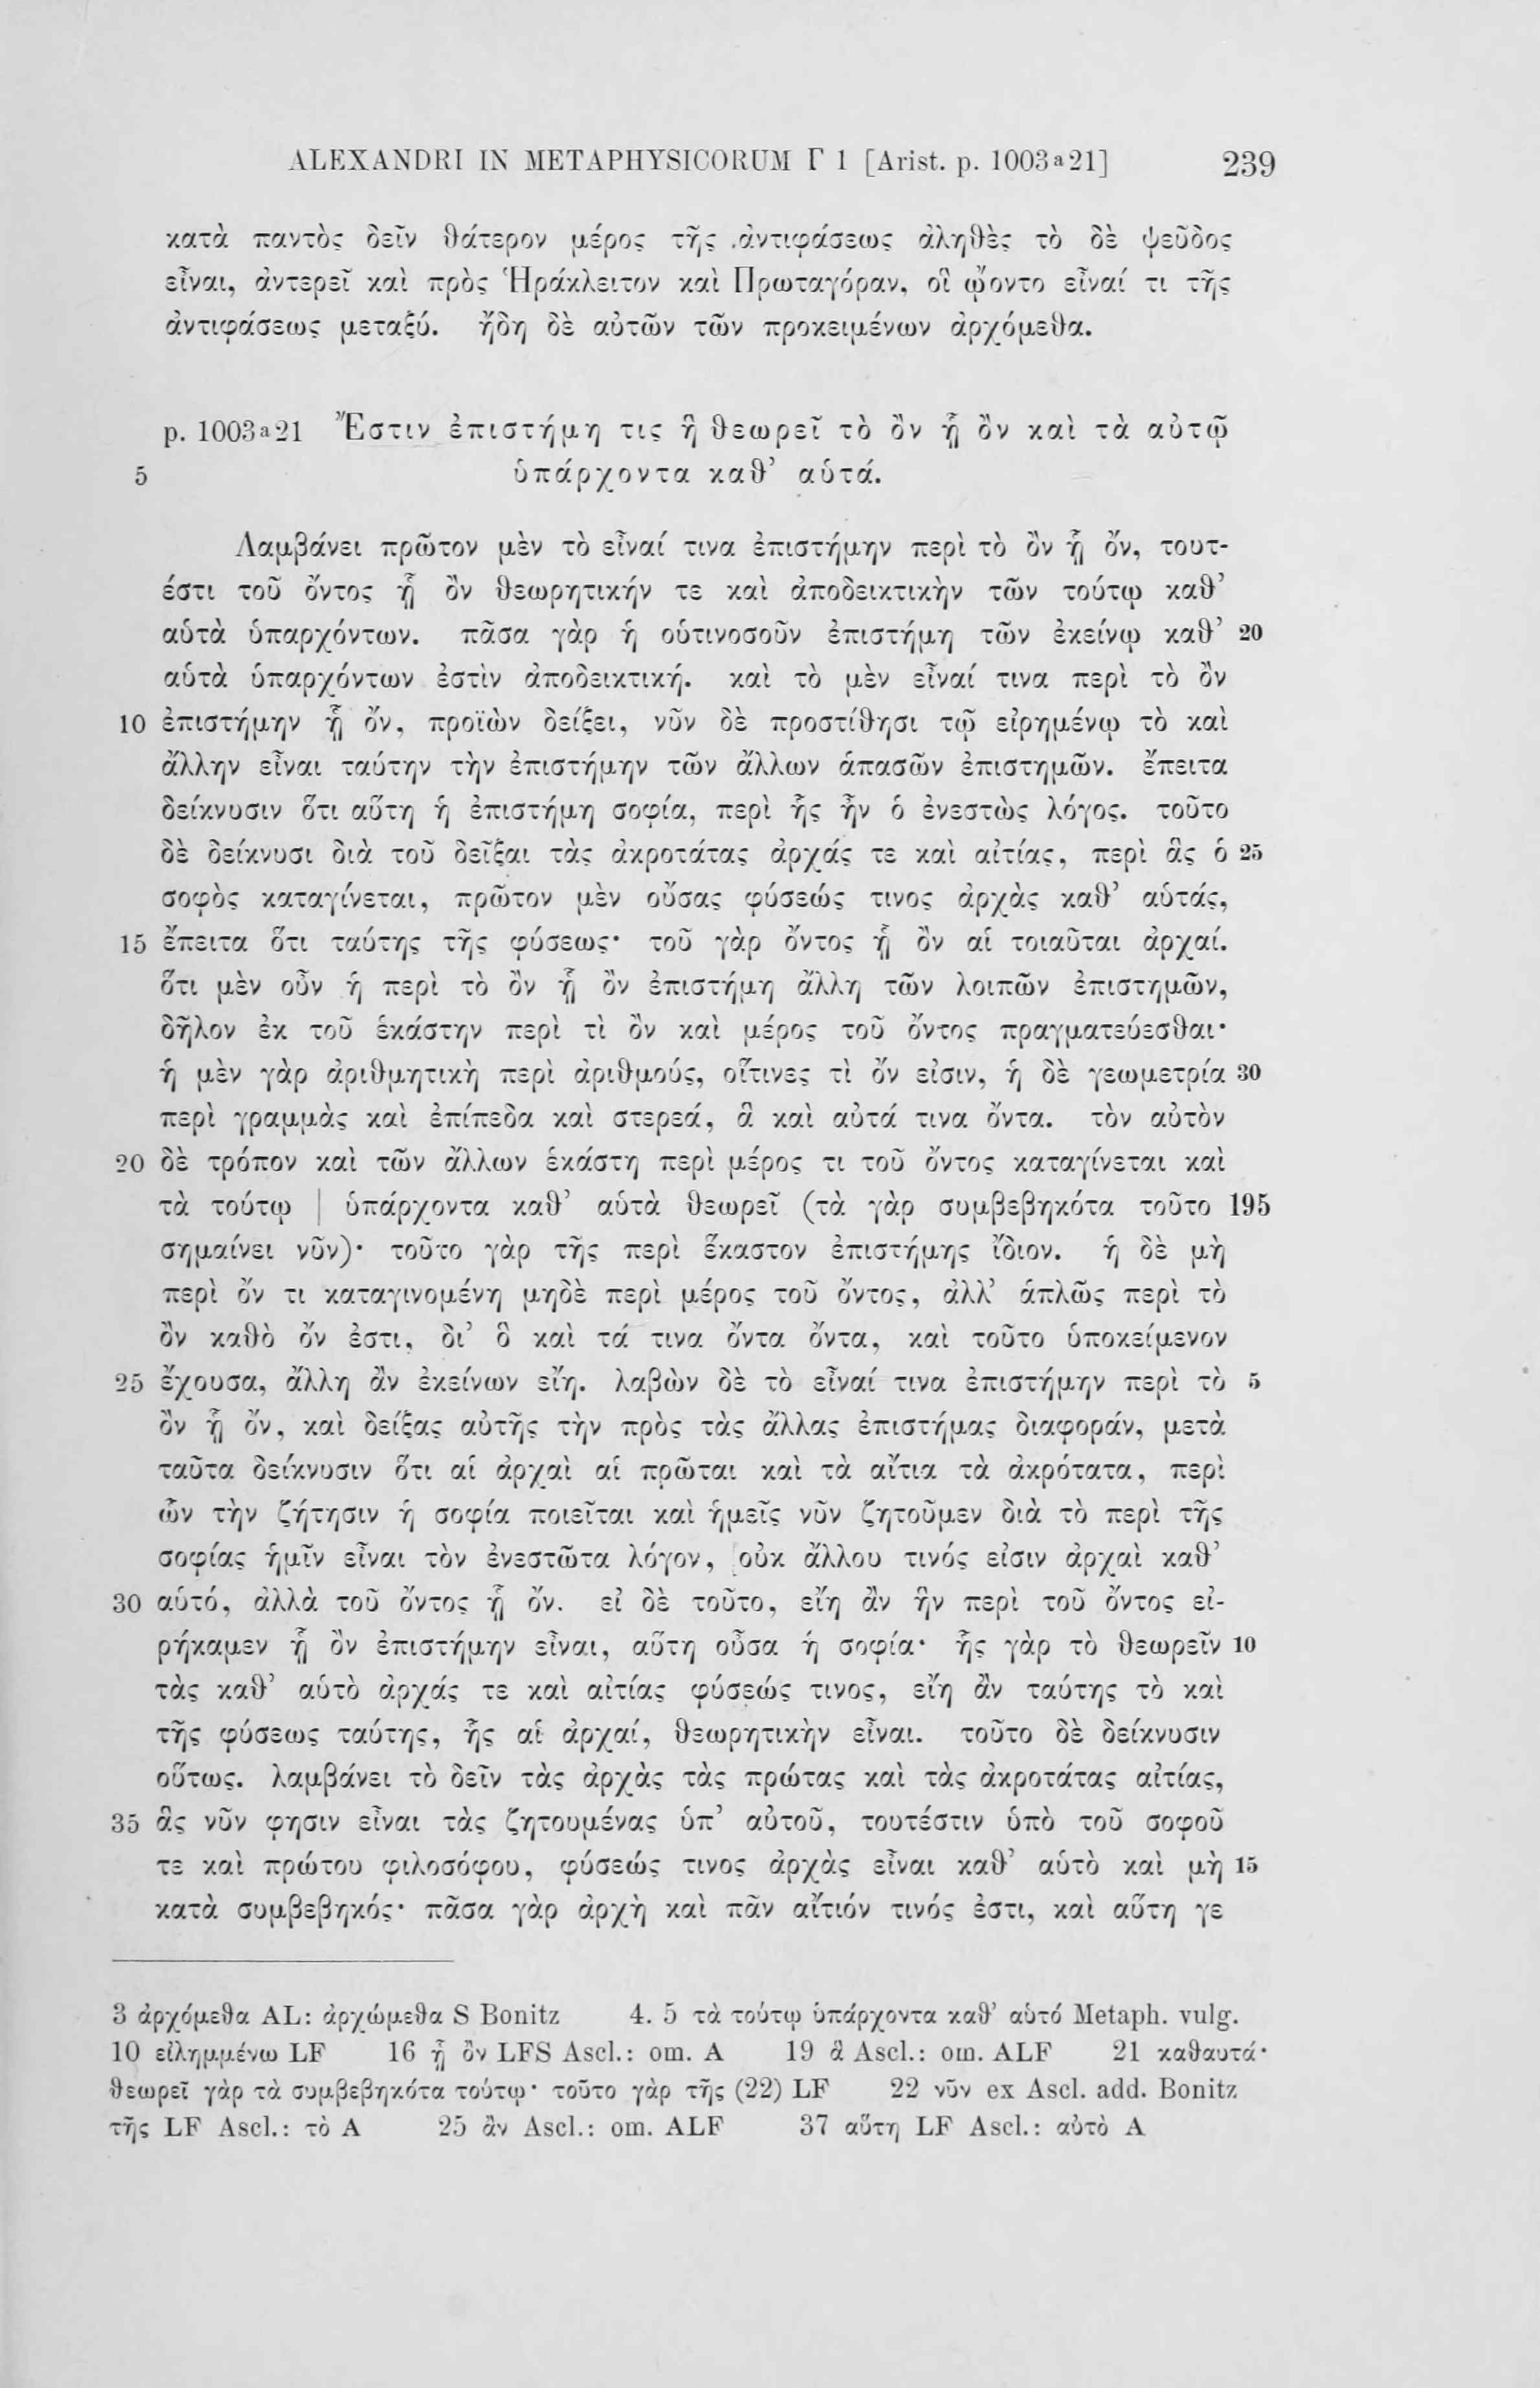 ALEXANDRI IN METAPHYSICORUM Γ 1 [Arist. p. 1003a21] 239
κατὰ παντὸς δεῖν θάτερον μέρος τῆς ἀντιφάσεως ἀληθὲς τὸ δὲ ψεῦδος
εἶναι, ἀντερεῖ καὶ πρὸς Ἡράκλειτον καὶ Πρωταγόραν, οἳ ᾤοντο εἶναί τι τῆς
ἀντιφάσεως μεταξύ. ἤδη δὲ αὐτῶν τῶν προκειμένων ἀρχόμεθα.
p. 1003a21 Ἔστιν ἐπιστήμη τις ἣ θεωρεῖ τὸ ὂν ᾗ ὂν καὶ τὰ αὐτῷ
5 ὑπάρχοντα καθ’ αὑτά.
Λαμβάνει πρῶτον μὲν τὸ εἶναί τινα ἐπιστήμην περὶ τὸ ὂν ᾗ ὄν, τουτ-
έστι τοῦ ὄντος ᾗ ὂν θεωρητικήν τε καὶ ἀποδεικτικὴν τῶν τούτῳ καθ’
αὑτὰ ὑπαρχόντων. πᾶσα γὰρ ἡ οὑτινοσοῦν ἐπιστήμη τῶν ἐκείνῳ καθ’ 20
αὑτὰ ὑπαρχόντων ἐστὶν ἀποδεικτική. καὶ τὸ μὲν εἶναί τινα περὶ τὸ ὂν
10 ἐπιστήμην ᾗ ὄν, προϊὼν δείξει, νῦν δὲ προστίθησι τῷ εἰρημένῳ τὸ καὶ
ἄλλην εἶναι ταύτην τὴν ἐπιστήμην τῶν ἄλλων ἁπασῶν ἐπιστημῶν. ἔπειτα
δείκνυσιν ὅτι αὕτη ἡ ἐπιστήμη σοφία, περὶ ἧς ἦν ὁ ἐνεστὼς λόγος. τοῦτο
δὲ δείκνυσι διὰ τοῦ δεῖξαι τὰς ἀκροτάτας ἀρχάς τε καὶ αἰτίας, περὶ ἃς ὁ 25
σοφὸς καταγίνεται, πρῶτον μὲν οὔσας φύσεώς τινος ἀρχὰς καθ’ αὑτάς,
15 ἔπειτα ὅτι ταύτης τῆς φύσεως· τοῦ γὰρ ὄντος ᾗ ὂν αἱ τοιαῦται ἀρχαί.
ὅτι μὲν οὖν ἡ περὶ τὸ ὂν ᾗ ὂν ἐπιστήμη ἄλλη τῶν λοιπῶν ἐπιστημῶν,
δῆλον ἐκ τοῦ ἑκάστην περὶ τὶ ὂν καὶ μέρος τοῦ ὄντος πραγματεύεσθαι·
ἡ μὲν γὰρ ἀριθμητικὴ περὶ ἀριθμούς, οἵτινες τὶ ὄν εἰσιν, ἡ δὲ γεωμετρία 30
περὶ γραμμὰς καὶ ἐπίπεδα καὶ στερεά, ἃ καὶ αὐτά τινα ὄντα. τὸν αὐτὸν
20 δὲ τρόπον καὶ τῶν ἄλλων ἑκάστη περὶ μέρος τι τοῦ ὄντος καταγίνεται καὶ
τὰ τούτῳ | ὑπάρχοντα καθ’ αὑτὰ θεωρεῖ (τὰ γὰρ συμβεβηκότα τοῦτο 195
σημαίνει νῦν)· τοῦτο γὰρ τῆς περὶ ἕκαστον ἐπιστήμης ἴδιον. ἡ δὲ μὴ
περὶ ὄν τι καταγινομένη μηδὲ περὶ μέρος τοῦ ὄντος, ἀλλ’ ἁπλῶς περὶ τὸ
ὂν καθὸ ὄν ἐστι, δι’ ὃ καὶ τά τινα ὄντα ὄντα, καὶ τοῦτο ὑποκείμενον
25 ἔχουσα, ἄλλη ἂν ἐκείνων εἴη. λαβὼν δὲ τὸ εἶναί τινα ἐπιστήμην περὶ τὸ 5
ὂν ᾗ ὄν, καὶ δείξας αὐτῆς τὴν πρὸς τὰς ἄλλας ἐπιστήμας διαφοράν, μετὰ
ταῦτα δείκνυσιν ὅτι αἱ ἀρχαὶ αἱ πρῶται καὶ τὰ αἴτια τὰ ἀκρότατα, περὶ
ὧν τὴν ζήτησιν ἡ σοφία ποιεῖται καὶ ἡμεῖς νῦν ζητοῦμεν διὰ τὸ περὶ τῆς
σοφίας ἡμῖν εἶναι τὸν ἐνεστῶτα λόγον, οὐκ ἄλλου τινός εἰσιν ἀρχαὶ καθ’
30 αὑτό, ἀλλὰ τοῦ ὄντος ᾗ ὄν. εἰ δὲ τοῦτο, εἴη ἂν ἣν περὶ τοῦ ὄντος εἰ-
ρήκαμεν ᾗ ὂν ἐπιστήμην εἶναι, αὕτη οὖσα ἡ σοφία· ἧς γὰρ τὸ θεωρεῖν 10
τὰς καθ’ αὑτὸ ἀρχάς τε καὶ αἰτίας φύσεώς τινος, εἴη ἂν ταύτης τὸ καὶ
τῆς φύσεως ταύτης, ἧς αἱ ἀρχαί, θεωρητικὴν εἶναι. τοῦτο δὲ δείκνυσιν
οὕτως. λαμβάνει τὸ δεῖν τὰς ἀρχὰς τὰς πρώτας καὶ τὰς ἀκροτάτας αἰτίας,
35 ἃς νῦν φησιν εἶναι τὰς ζητουμένας ὑπ’ αὐτοῦ, τουτέστιν ὑπὸ τοῦ σοφοῦ
τε καὶ πρώτου φιλοσόφου, φύσεώς τινος ἀρχὰς εἶναι καθ’ αὑτὸ καὶ μὴ 15
κατὰ συμβεβηκός· πᾶσα γὰρ ἀρχὴ καὶ πᾶν αἴτιόν τινός ἐστι, καὶ αὕτη γε
3 ἀρχόμεθα AL: ἀρχώμεθα S Bonitz 4. 5 τὰ τούτῳ ὑπάρχοντα καθ’ αὑτό Metaph. vulg.
10 εἰλημμένω LF 16 ᾗ ὂν LFS Ascl.: om. A 19 ἃ Ascl.: om. ALF 21 καθαυτά·
θεωρεῖ γὰρ τὰ συμβεβηκότα τούτῳ· τοῦτο γὰρ τῆς (22) LF 22 νῦν ex Ascl. add. Bonitz
τῆς LF Ascl.: τὸ A 25 ἂν Ascl.: om. ALF 37 αὕτη LF Ascl.: αὐτὸ A